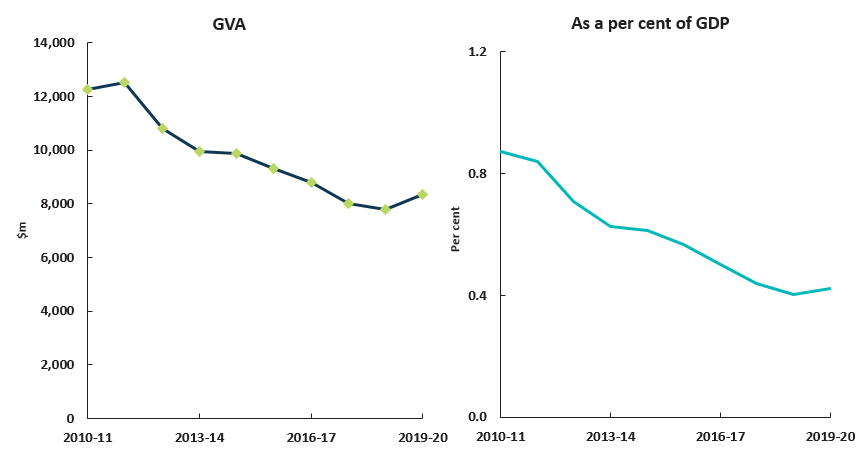 GVA
14,000
12,000
10,000
8,000
6,000
4,000
2,000
0
$m
2010-11 2013-14 2016-17 2019-20
As a per cent of GDP
1.2
0.8
0.4
0.0
Per cent
2010-11 2013-14 2016-17 2019-20